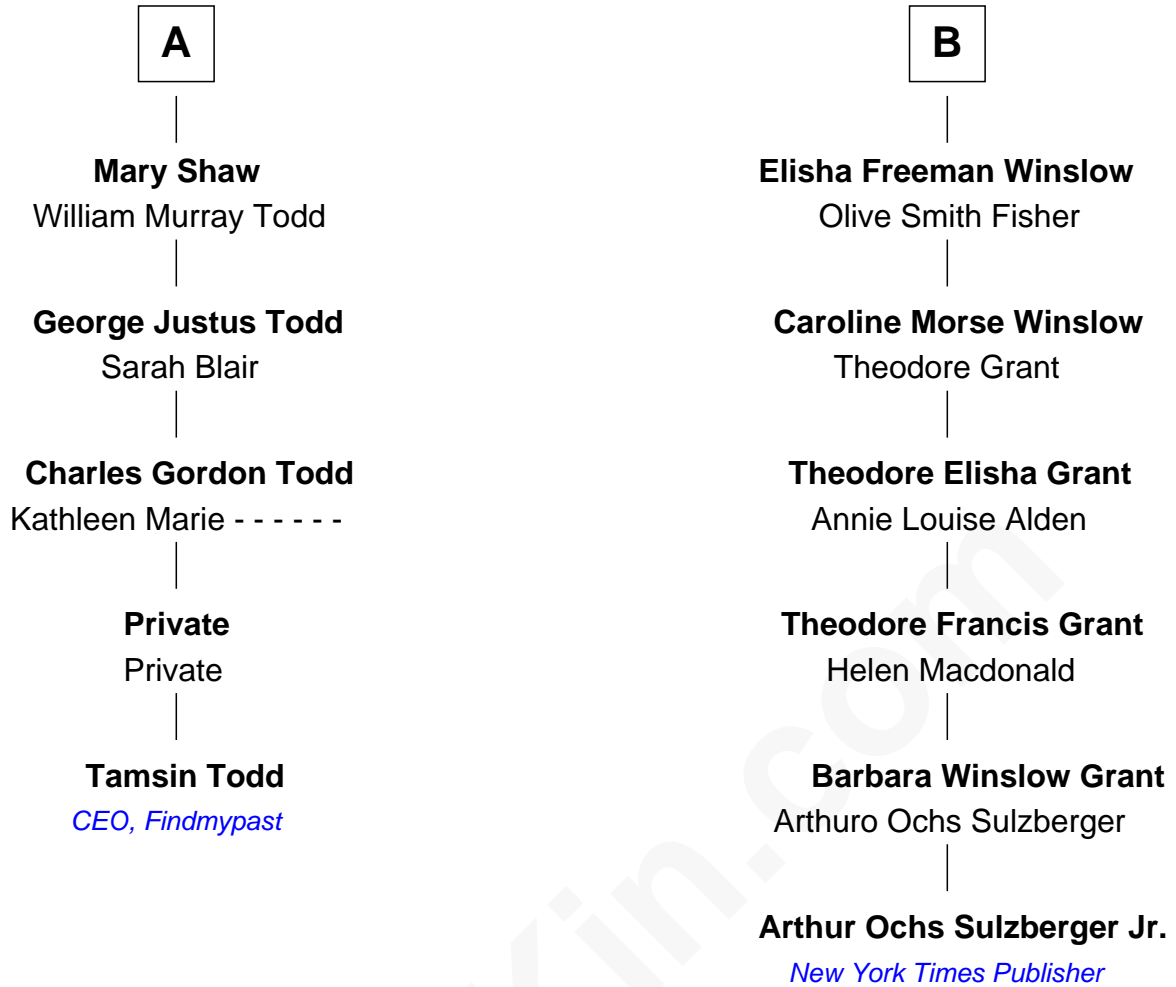 A
Mary Shaw
William Murray Todd
George Justus Todd
Sarah Blair
Charles Gordon Todd
Kathleen Marie - - - - - -
Private
Private
Tamsin Todd
CEO, Findmypast
B
Elisha Freeman Winslow
Olive Smith Fisher
Caroline Morse Winslow
Theodore Grant
Theodore Elisha Grant
Annie Louise Alden
Theodore Francis Grant
Helen Macdonald
Barbara Winslow Grant
Arthuro Ochs Sulzberger
Arthur Ochs Sulzberger Jr.
New York Times Publisher
Kin.com